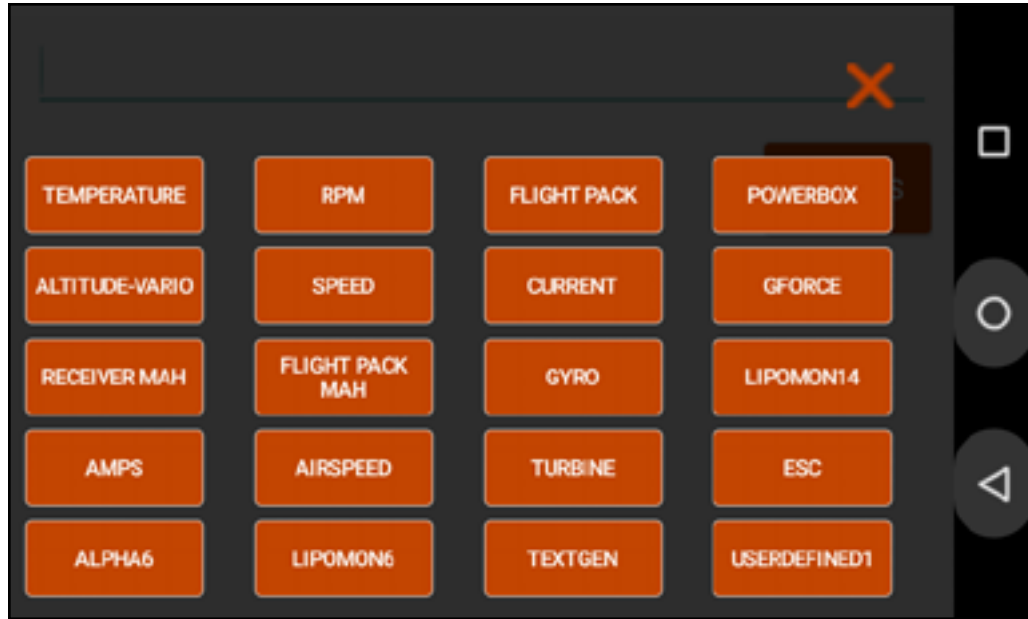 TEMPERATURE
RPM
FLIGHT PACK
POWERBOX
ALTITUDE-VARIO
SPEED
CURRENT
GFORCE
RECEIVER MAH
FLIGHT PACK
MAH
GYRO
LIPOMON14
AMPS
AIRSPEED
TURBINE
ESC
ALPHA6
LIPOMON6
TEXTGEN
USERDEFINED1